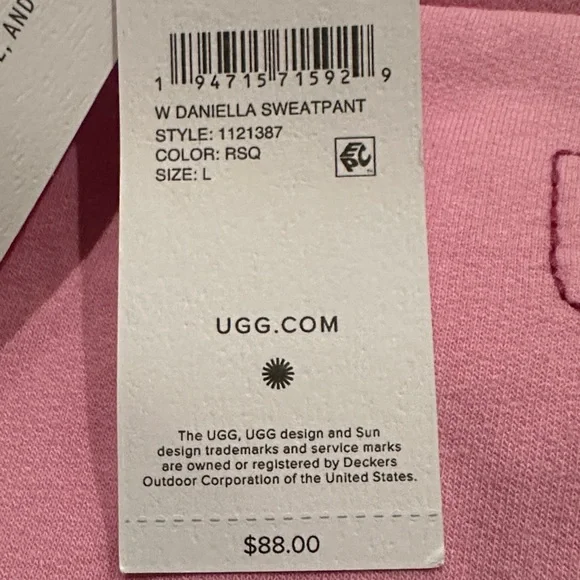 , AND
1 94715 71592 9
W DANIELLA SWEATPANT
STYLE: 1121387
COLOR: RSQ
SIZE: L
EPC
UGG.COM
The UGG, UGG design and Sun
design trademarks and service marks
are owned or registered by Deckers
Outdoor Corporation of the United States.
$88.00